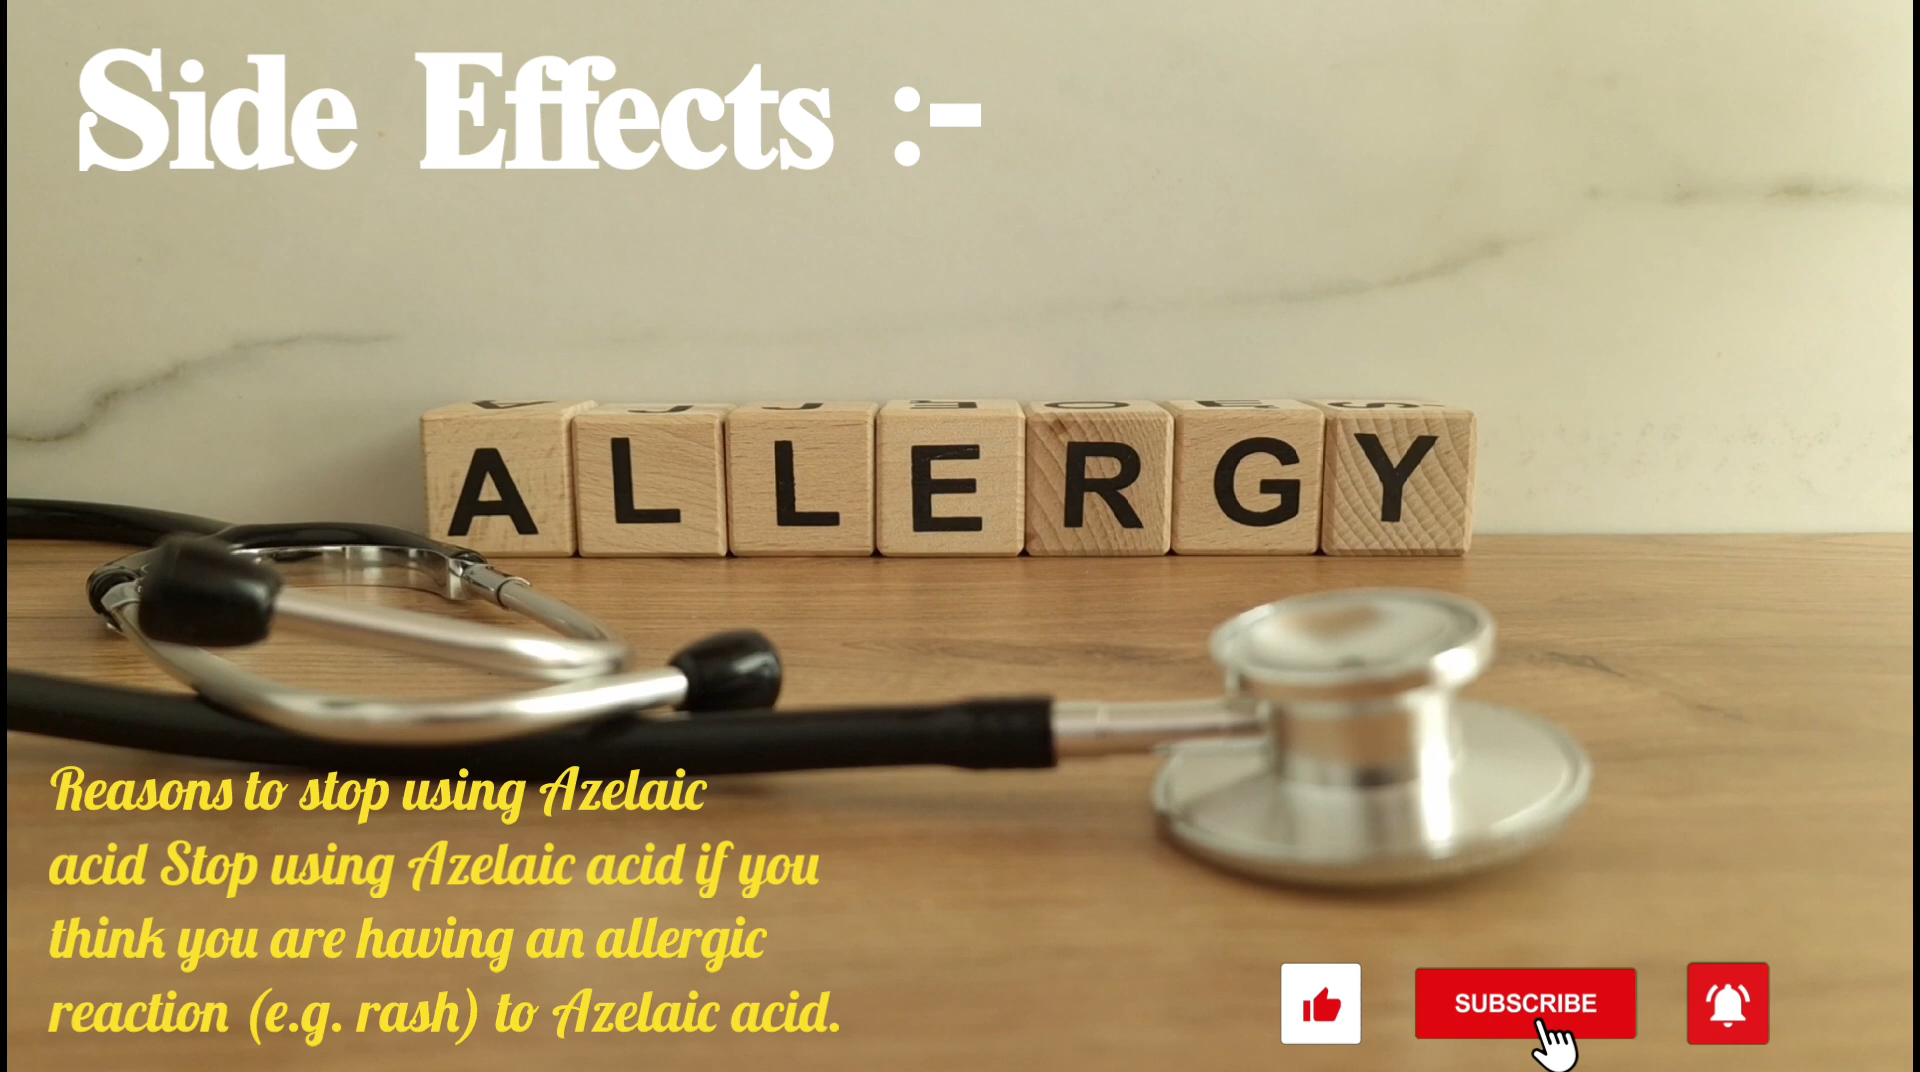 Side Effects :-
ALLERGY
Reasons to stop using Azelaic
acid Stop using Azelaic acid if you
think you are having an allergic
reaction (e.g. rash) to Azelaic acid.
SUBSCRIBE